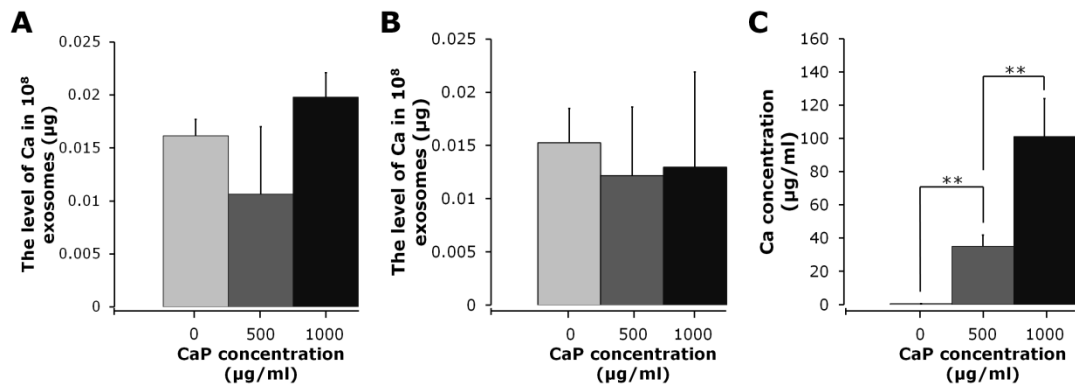 A
The level of Ca in 10⁸
exosomes (µg)
0.025
0.02
0.015
0.01
0.005
0
0
500
1000
CaP concentration
(µg/ml)
B
The level of Ca in 10⁸
exosomes (µg)
0.025
0.02
0.015
0.01
0.005
0
0
500
1000
CaP concentration
(µg/ml)
C
Ca concentration
(µg/ml)
160
140
120
100
80
60
40
20
0
**
**
0
500
1000
CaP concentration
(µg/ml)